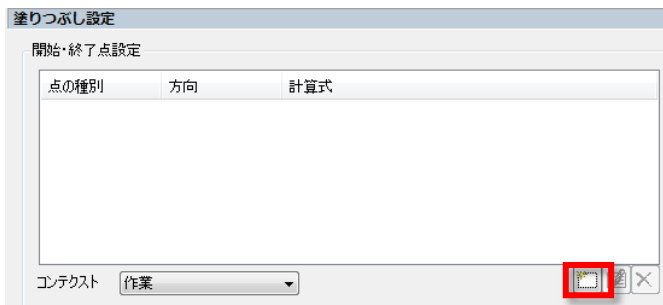 塗りつぶし設定
開始・終了点設定
点の種別 方向 計算式
コンテクスト 作業